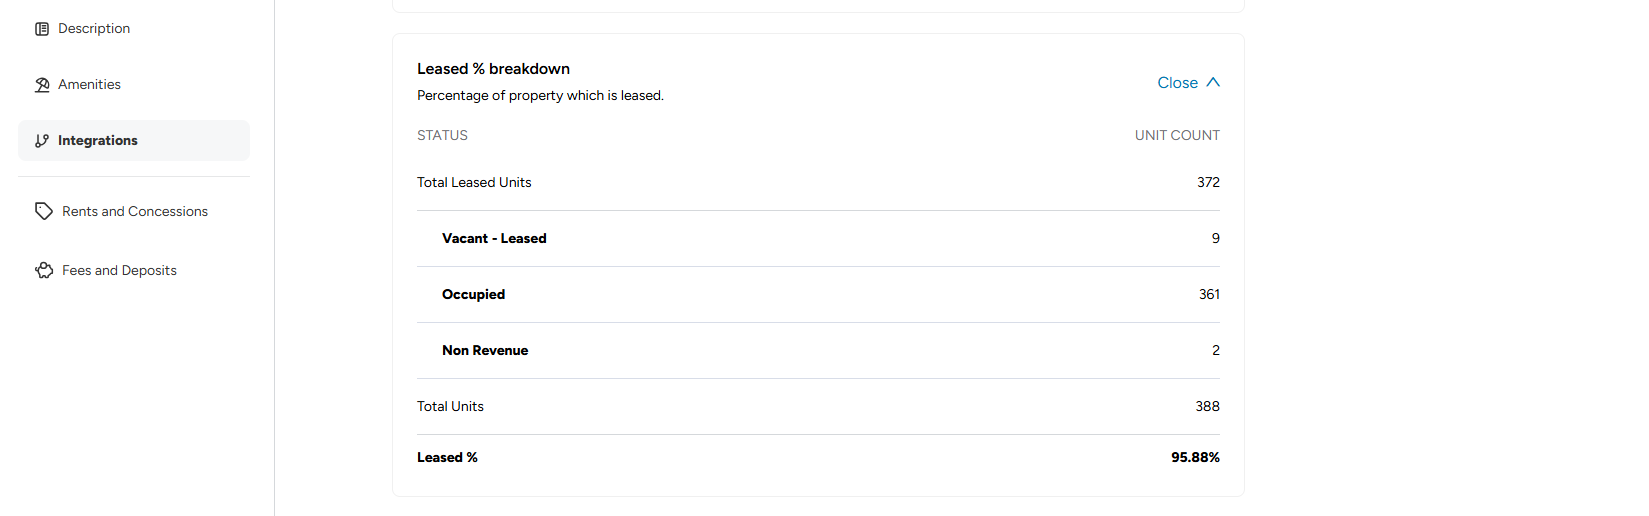 Description
Amenities
Integrations
Rents and Concessions
Fees and Deposits
Leased % breakdown
Percentage of property which is leased.
Close
STATUS UNIT COUNT
Total Leased Units 372
Vacant - Leased 9
Occupied 361
Non Revenue 2
Total Units 388
Leased % 95.88%